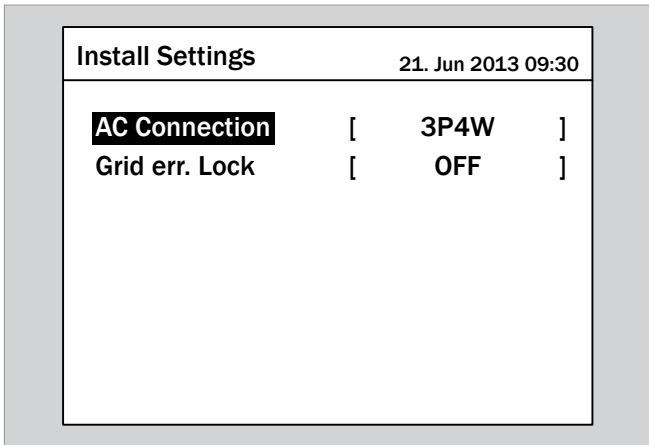 Install Settings 21. Jun 2013 09:30
AC Connection [ 3P4W ]
Grid err. Lock [ OFF ]